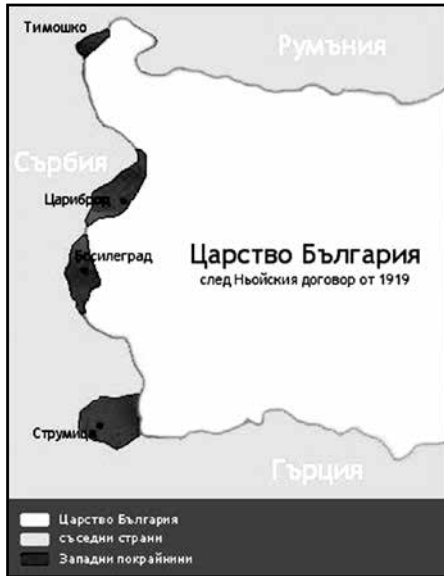 Тимошко
Румъния
Сърбия
Цариброд
Босилеград
Царство България
след Ньойския договор от 1919
Струмица
Гърция
Царство България
съседни страни
Западни покрайнини